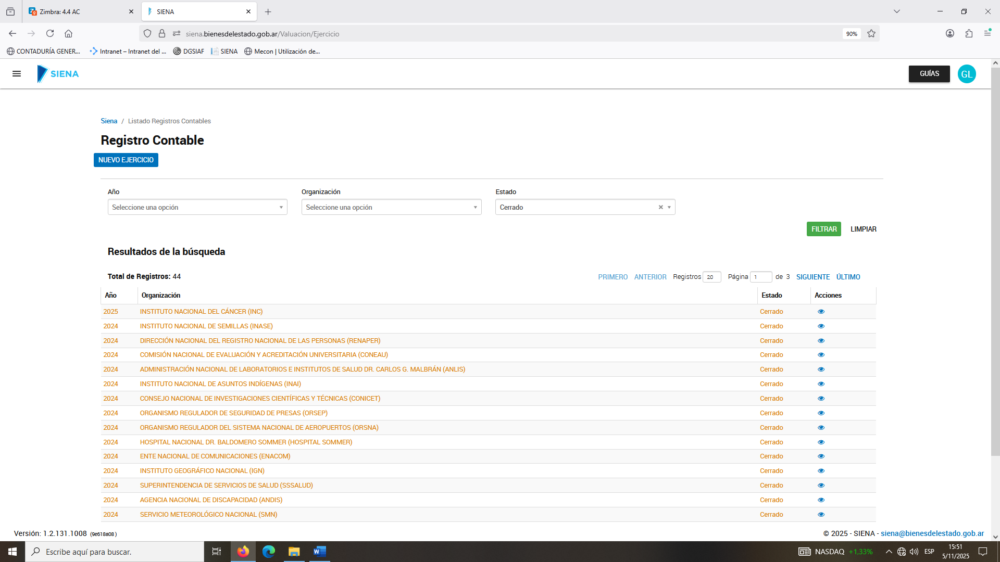 Zimbra: 4.4 AC
SIENA
siena.bienesdelestado.gob.ar/Valuacion/Ejercicio
90%
CONTADURÍA GENER...
Intranet – Intranet del ...
DGSIAF
SIENA
Mecon | Utilización de...
SIENA
GUÍAS
GL
Siena / Listado Registros Contables
Registro Contable
NUEVO EJERCICIO
Año
Organización
Estado
Seleccione una opción
Seleccione una opción
Cerrado
FILTRAR
LIMPIAR
Resultados de la búsqueda
Total de Registros: 44
PRIMERO ANTERIOR Registros 20 Página 1 de 3 SIGUIENTE ÚLTIMO
Año Organización Estado Acciones
2025 INSTITUTO NACIONAL DEL CÁNCER (INC) Cerrado
2024 INSTITUTO NACIONAL DE SEMILLAS (INASE) Cerrado
2024 DIRECCIÓN NACIONAL DEL REGISTRO NACIONAL DE LAS PERSONAS (RENAPER) Cerrado
2024 COMISIÓN NACIONAL DE EVALUACIÓN Y ACREDITACIÓN UNIVERSITARIA (CONEAU) Cerrado
2024 ADMINISTRACIÓN NACIONAL DE LABORATORIOS E INSTITUTOS DE SALUD DR. CARLOS G. MALBRÁN (ANLIS) Cerrado
2024 INSTITUTO NACIONAL DE ASUNTOS INDÍGENAS (INAI) Cerrado
2024 CONSEJO NACIONAL DE INVESTIGACIONES CIENTÍFICAS Y TÉCNICAS (CONICET) Cerrado
2024 ORGANISMO REGULADOR DE SEGURIDAD DE PRESAS (ORSEP) Cerrado
2024 ORGANISMO REGULADOR DEL SISTEMA NACIONAL DE AEROPUERTOS (ORSNA) Cerrado
2024 HOSPITAL NACIONAL DR. BALDOMERO SOMMER (HOSPITAL SOMMER) Cerrado
2024 ENTE NACIONAL DE COMUNICACIONES (ENACOM) Cerrado
2024 INSTITUTO GEOGRÁFICO NACIONAL (IGN) Cerrado
2024 SUPERINTENDENCIA DE SERVICIOS DE SALUD (SSSALUD) Cerrado
2024 AGENCIA NACIONAL DE DISCAPACIDAD (ANDIS) Cerrado
2024 SERVICIO METEOROLÓGICO NACIONAL (SMN) Cerrado
Versión: 1.2.131.1008 (9e618a08)
© 2025 - SIENA - siena@bienesdelestado.gob.ar
Escribe aquí para buscar.
NASDAQ +1,33%
ESP
15:51
5/11/2025